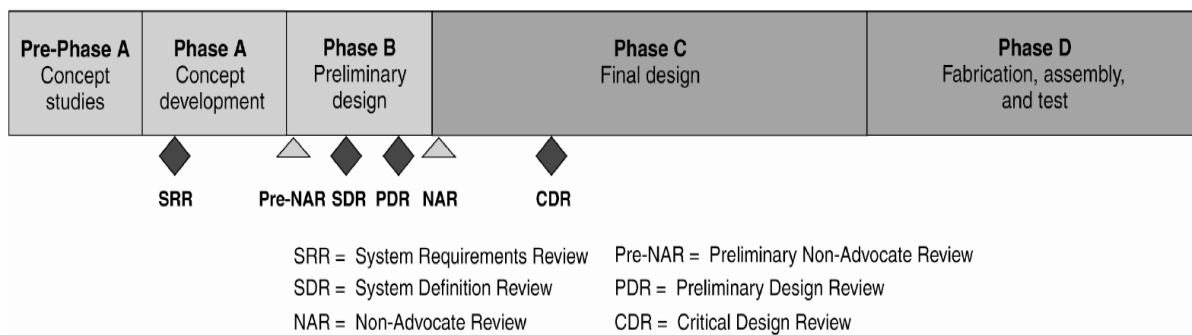 Pre-Phase A
Concept
studies
Phase A
Concept
development
Phase B
Preliminary
design
Phase C
Final design
Phase D
Fabrication, assembly,
and test
SRR
Pre-NAR
SDR
PDR
NAR
CDR
SRR = System Requirements Review
Pre-NAR = Preliminary Non-Advocate Review
SDR = System Definition Review
PDR = Preliminary Design Review
NAR = Non-Advocate Review
CDR = Critical Design Review